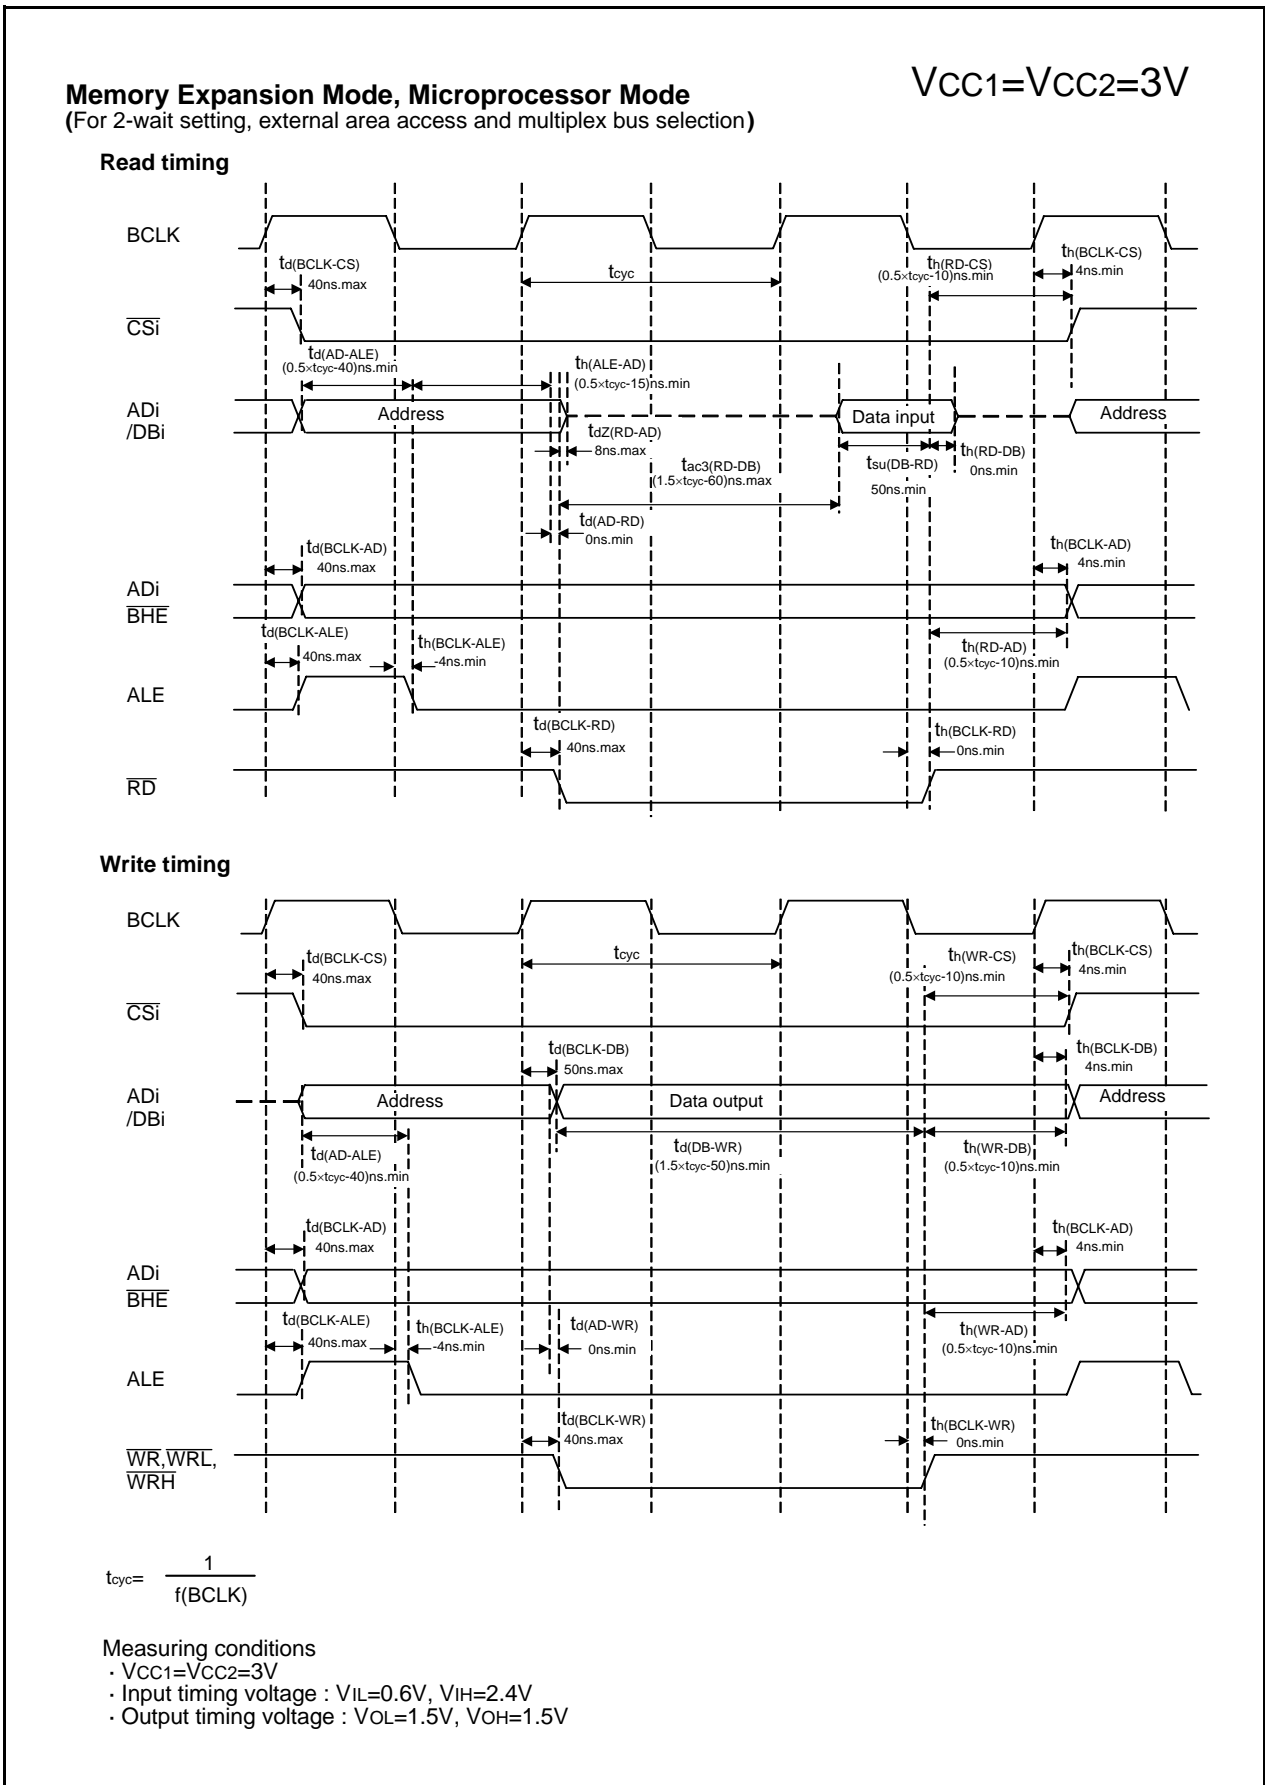 VCC1=VCC2=3V
Memory Expansion Mode, Microprocessor Mode
(For 2-wait setting, external area access and multiplex bus selection)
Read timing
BCLK
td(BCLK-CS)
40ns.max
tcyc
th(RD-CS)
(0.5×tcyc-10)ns.min
th(BCLK-CS)
4ns.min
CSi
td(AD-ALE)
(0.5×tcyc-40)ns.min
th(ALE-AD)
(0.5×tcyc-15)ns.min
ADi
/DBi
Address
Data input
Address
tdZ(RD-AD)
8ns.max
tac3(RD-DB)
(1.5×tcyc-60)ns.max
tsu(DB-RD)
50ns.min
th(RD-DB)
0ns.min
td(AD-RD)
0ns.min
td(BCLK-AD)
40ns.max
th(BCLK-AD)
4ns.min
ADi
BHE
td(BCLK-ALE)
40ns.max
th(BCLK-ALE)
-4ns.min
th(RD-AD)
(0.5×tcyc-10)ns.min
ALE
td(BCLK-RD)
40ns.max
th(BCLK-RD)
0ns.min
RD
Write timing
BCLK
td(BCLK-CS)
40ns.max
tcyc
th(WR-CS)
(0.5×tcyc-10)ns.min
th(BCLK-CS)
4ns.min
CSi
td(BCLK-DB)
50ns.max
th(BCLK-DB)
4ns.min
ADi
/DBi
Address
Data output
Address
td(AD-ALE)
(0.5×tcyc-40)ns.min
td(DB-WR)
(1.5×tcyc-50)ns.min
th(WR-DB)
(0.5×tcyc-10)ns.min
td(BCLK-AD)
40ns.max
th(BCLK-AD)
4ns.min
ADi
BHE
td(BCLK-ALE)
40ns.max
th(BCLK-ALE)
-4ns.min
td(AD-WR)
0ns.min
th(WR-AD)
(0.5×tcyc-10)ns.min
ALE
td(BCLK-WR)
40ns.max
th(BCLK-WR)
0ns.min
WR,WRL,
WRH
tcyc= 1
f(BCLK)
Measuring conditions
· VCC1=VCC2=3V
· Input timing voltage : VIL=0.6V, VIH=2.4V
· Output timing voltage : VOL=1.5V, VOH=1.5V